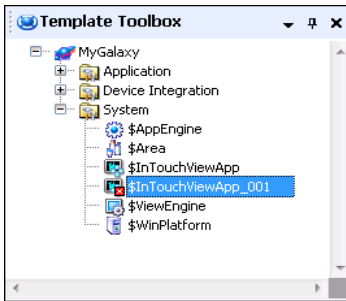 Template Toolbox
MyGalaxy
Application
Device Integration
System
$AppEngine
$Area
$InTouchViewApp
$InTouchViewApp_001
$ViewEngine
$WinPlatform